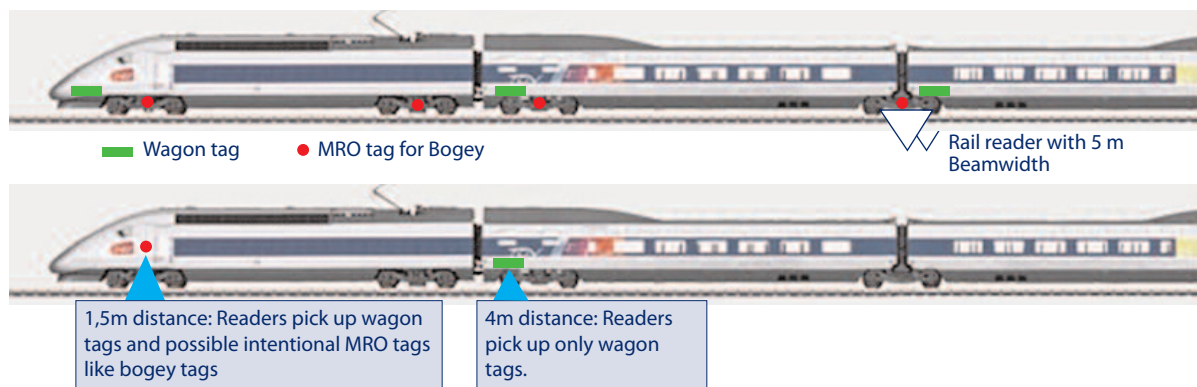 Wagon tag
MRO tag for Bogey
Rail reader with 5 m
Beamwidth
1,5m distance: Readers pick up wagon
tags and possible intentional MRO tags
like bogey tags
4m distance: Readers
pick up only wagon
tags.